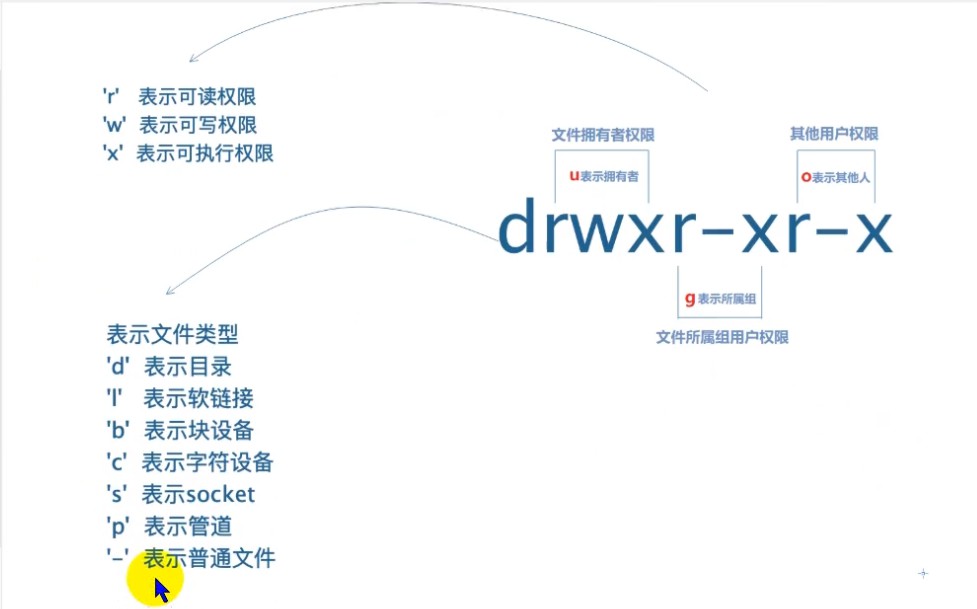 'r' 表示可读权限
'w' 表示可写权限
'x' 表示可执行权限
文件拥有者权限
u表示拥有者
其他用户权限
o表示其他人
drwxr-xr-x
g表示所属组
文件所属组用户权限
表示文件类型
'd' 表示目录
'l' 表示软链接
'b' 表示块设备
'c' 表示字符设备
's' 表示socket
'p' 表示管道
'-' 表示普通文件